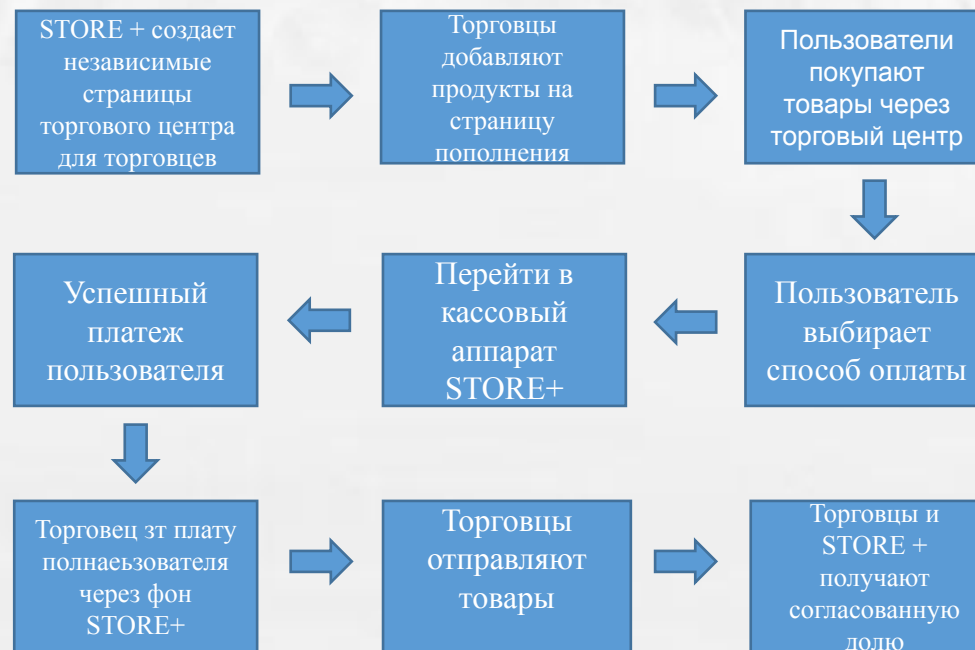 STORE + создает
независимые
страницы
торгового центра
для торговцев
Торговцы
добавляют
продукты на
страницу
пополнения
Пользователи
покупают
товары через
торговый центр
Пользователь
выбирает
способ оплаты
Перейти в
кассовый
аппарат
STORE+
Успешный
платеж
пользователя
Торговец зт плату
полнаеьзователя
через фон
STORE+
Торговцы
отправляют
товары
Торговцы и
STORE +
получают
согласованную
долю